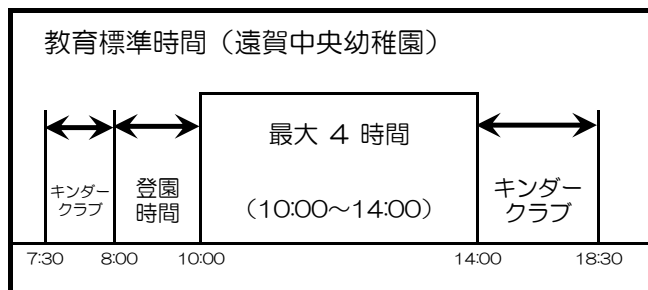 教育標準時間（遠賀中央幼稚園）
最大 4 時間
（10:00～14:00）
キンダー
クラブ
登園
時間
キンダー
クラブ
7:30
8:00
10:00
14:00
18:30